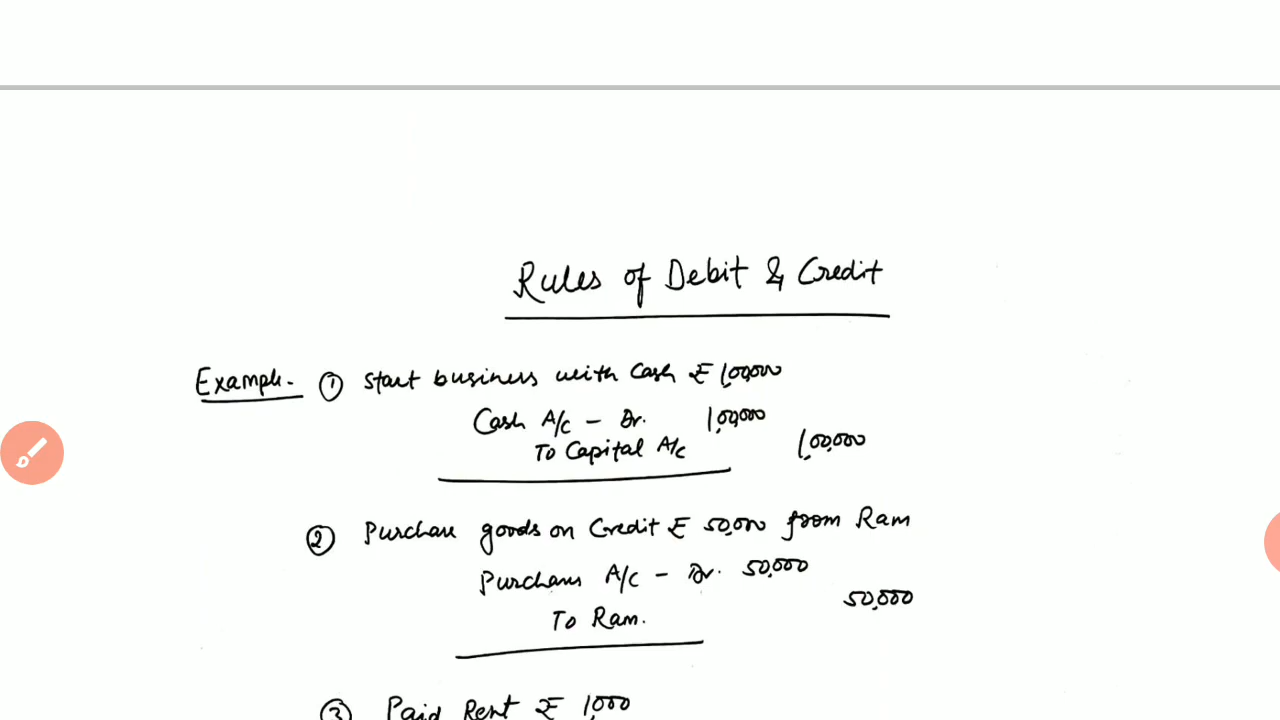 Rules of Debit & Credit
Example- ① Start business with Cash ₹ 1,00,000
Cash A/c - Dr. 1,00,000
To Capital A/c 1,00,000
② Purchase goods on Credit ₹ 50,000 from Ram
Purchases A/c - Dr. 50,000
To Ram. 50,000
③ Paid Rent ₹ 1,000